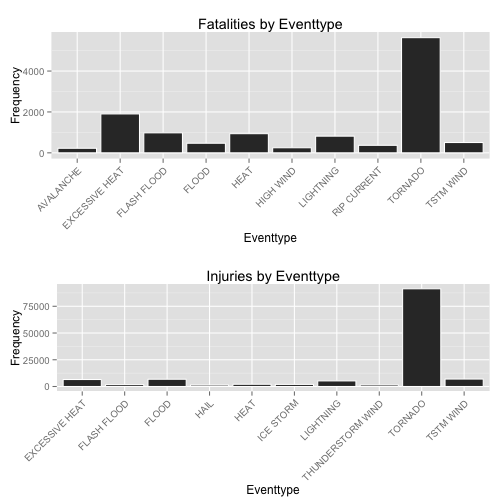 Fatalities by Eventtype
Frequency
4000
2000
0
AVALANCHE
EXCESSIVE HEAT
FLASH FLOOD
FLOOD
HEAT
HIGH WIND
LIGHTNING
RIP CURRENT
TORNADO
TSTM WIND
Eventtype
Injuries by Eventtype
Frequency
75000
50000
25000
0
EXCESSIVE HEAT
FLASH FLOOD
FLOOD
HAIL
HEAT
ICE STORM
LIGHTNING
THUNDERSTORM WIND
TORNADO
TSTM WIND
Eventtype